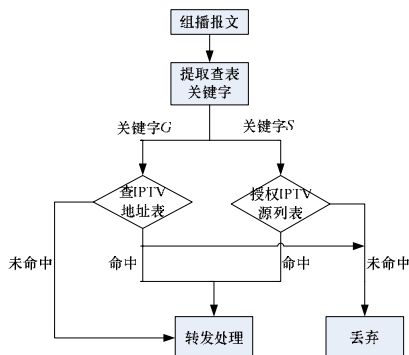 组播报文
提取查表
关键字
关键字G
关键字S
查IPTV
地址表
授权IPTV
源列表
未命中
命中
命中
未命中
转发处理
丢弃